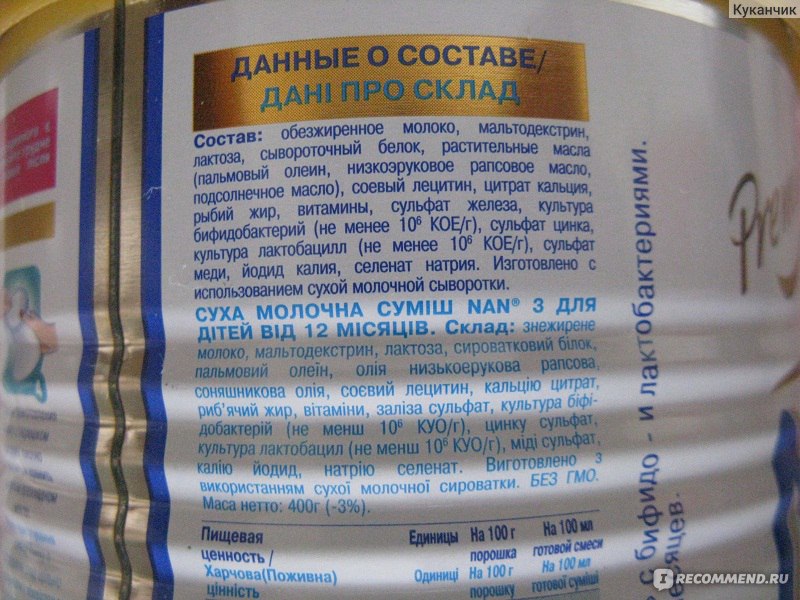 Куканчик
ДАННЫЕ О СОСТАВЕ/
ДАНІ ПРО СКЛАД
Состав: обезжиренное молоко, мальтодекстрин,
лактоза, сывороточный белок, растительные масла
(пальмовый олеин, низкоэруковое рапсовое масло,
подсолнечное масло), соевый лецитин, цитрат кальция,
рыбий жир, витамины, сульфат железа, культура
бифидобактерий (не менее 10⁶ КОЕ/г), сульфат цинка,
культура лактобацилл (не менее 10⁶ КОЕ/г), сульфат
меди, йодид калия, селенат натрия. Изготовлено с
использованием сухой молочной сыворотки.
СУХА МОЛОЧНА СУМІШ NAN® 3 ДЛЯ
ДІТЕЙ ВІД 12 МІСЯЦІВ. Склад: знежирене
молоко, мальтодекстрин, лактоза, сироватковий білок,
пальмовий олеїн, олія низькоерукова рапсова,
соняшникова олія, соєвий лецитин, кальцію цитрат,
риб'ячий жир, вітаміни, заліза сульфат, культура біфі-
добактерій (не менш 10⁶ КУО/г), цинку сульфат,
культура лактобацил (не менш 10⁶ КУО/г), міді сульфат,
калію йодид, натрію селенат. Виготовлено з
використанням сухої молочної сироватки. БЕЗ ГМО.
Маса нетто: 400г (-3%).
Пищевая Единицы На 100 г На 100 мл
ценность / порошка готовой смеси
Харчова(Поживна) Одиниці На 100 г На 100 мл
цінність порошку готової суміші
с бифидо - и лактобактериями.
месяцев.
Prem
IRECOMMEND.RU